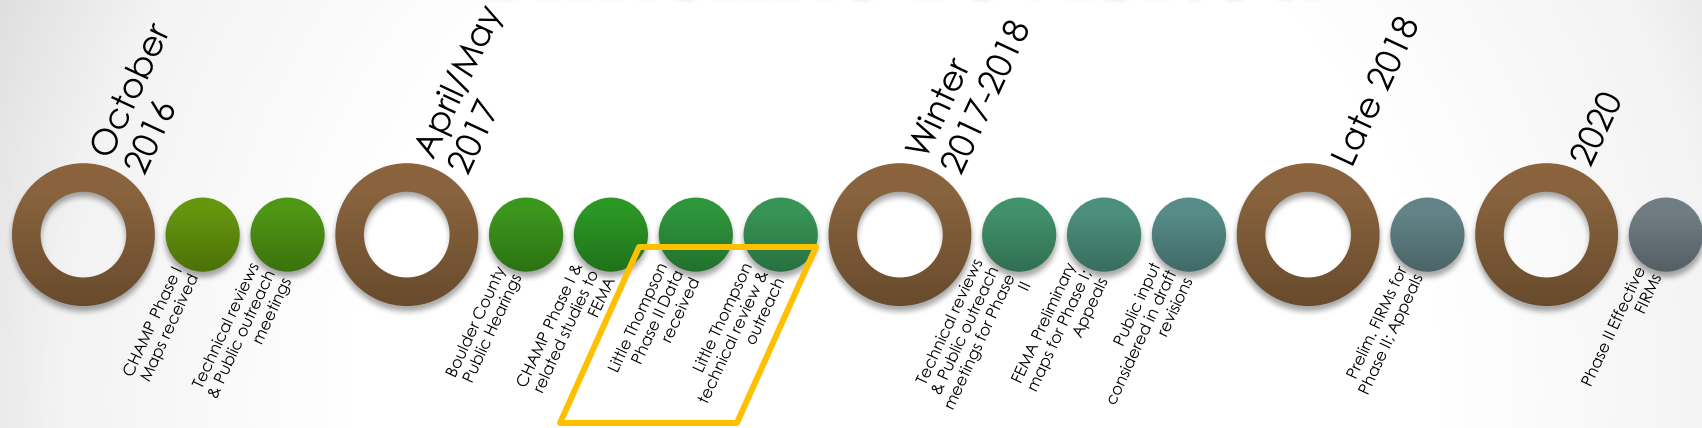 October
2016
CHAMP Phase I
Maps received
Technical reviews
& Public outreach
meetings
April/May
2017
Boulder County
Public Hearings
CHAMP Phase I &
related studies to
FEMA
Little Thompson
Phase II Data
received
Little Thompson
technical review &
outreach
Winter
2017-2018
Technical reviews
& Public outreach
meetings for Phase
II
FEMA Preliminary
maps for Phase I;
Appeals
Public input
considered in draft
revisions
Late 2018
Prelim. FIRMs for
Phase II; Appeals
2020
Phase II Effective
FIRMs